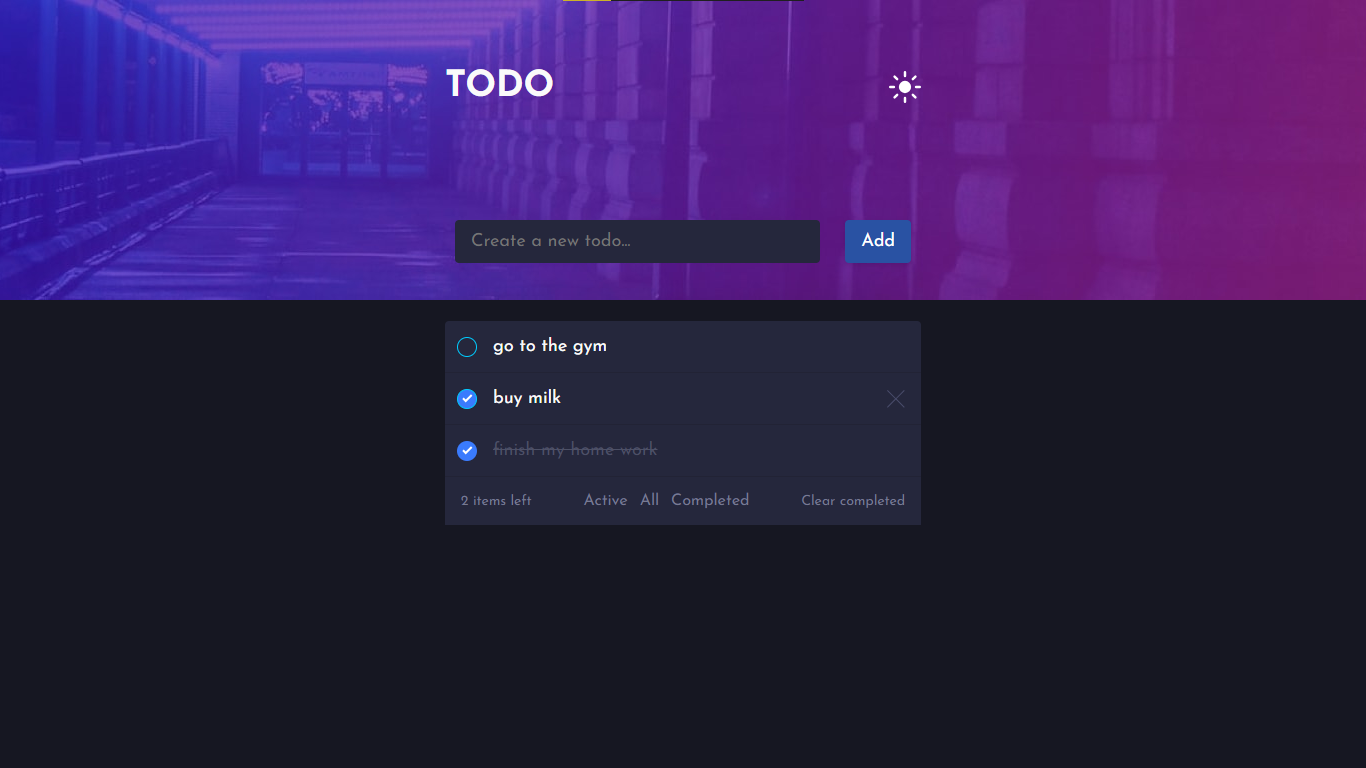 TODO
Create a new todo...
Add
go to the gym
buy milk
finish my home work
2 items left
Active All Completed
Clear completed